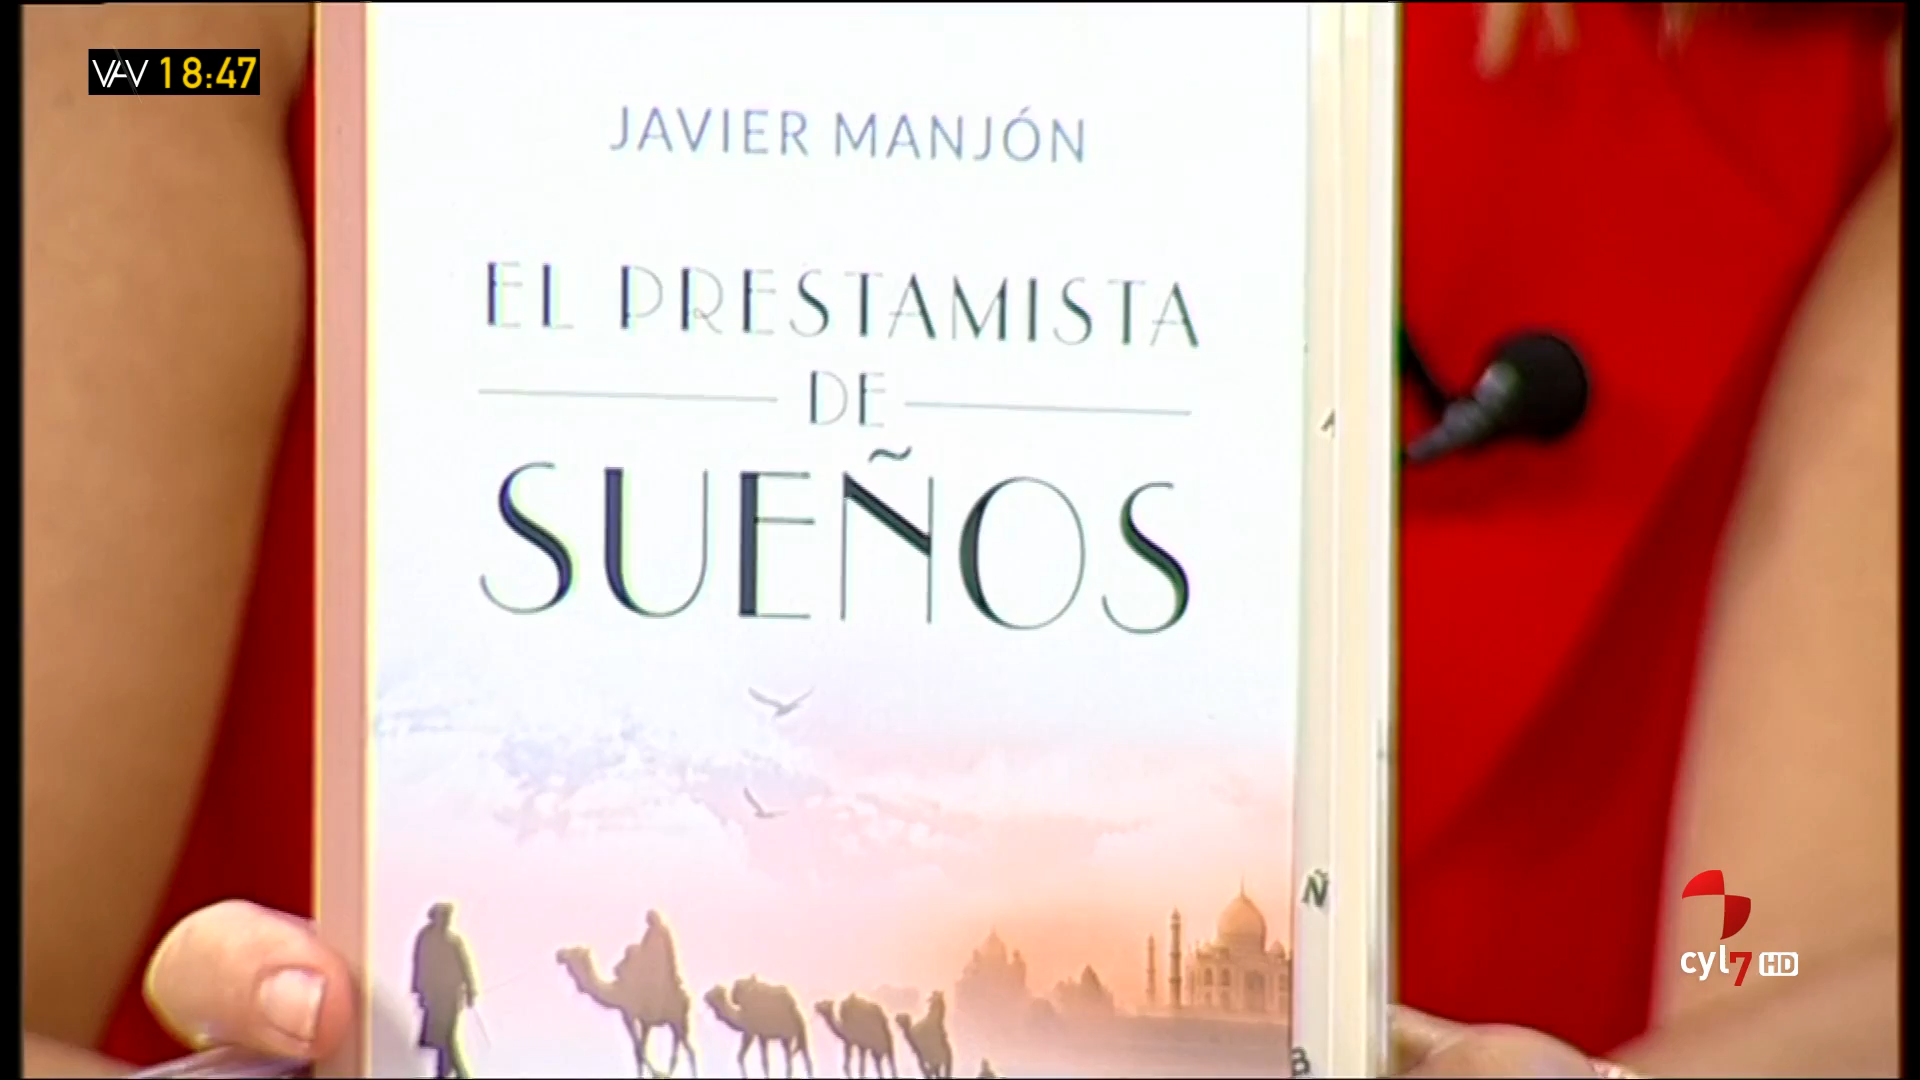 VAV 18:47
JAVIER MANJÓN
EL PRESTAMISTA
DE
SUEÑOS
Ñ
cyl7 HD